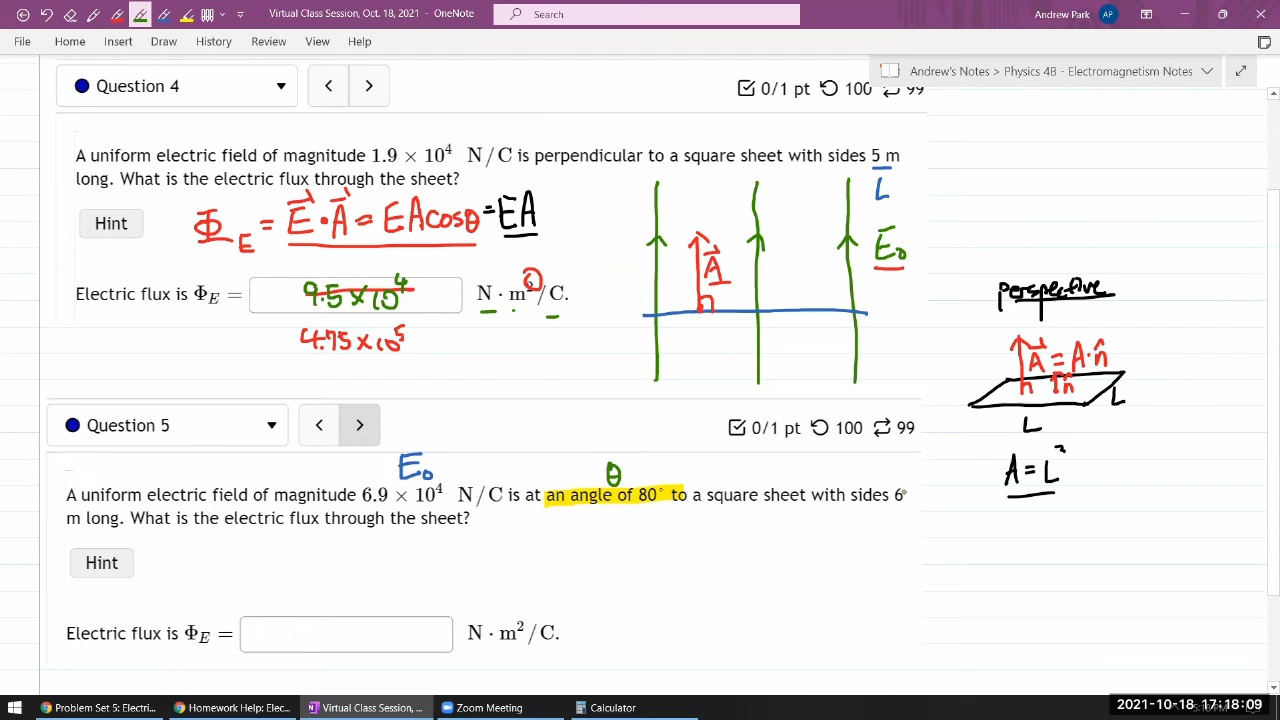 Virtual Class Session, Oct 18, 2021 - OneNote
Search
Andrew Park
AP
File Home Insert Draw History Review View Help
Andrew's Notes > Physics 4B - Electromagnetism Notes
Question 4
0/1 pt 100 99
A uniform electric field of magnitude 1.9 × 10⁴ N/C is perpendicular to a square sheet with sides 5 m
long. What is the electric flux through the sheet?
L
Hint
Φ_E = E⃗ · A⃗ = EAcosθ = EA
E⃗₀
A⃗
Electric flux is Φ_E = 9.5 × 10⁴ N · m²/C.
4.75 × 10⁵
perspective
A⃗ = A · n̂
n̂
L
L
A = L²
Question 5
0/1 pt 100 99
E₀
θ
A uniform electric field of magnitude 6.9 × 10⁴ N/C is at an angle of 80° to a square sheet with sides 6
m long. What is the electric flux through the sheet?
Hint
Electric flux is Φ_E = N · m²/C.
Problem Set 5: Electri... Homework Help: Elec... Virtual Class Session,... Zoom Meeting Calculator
2021-10-18 17:18:09